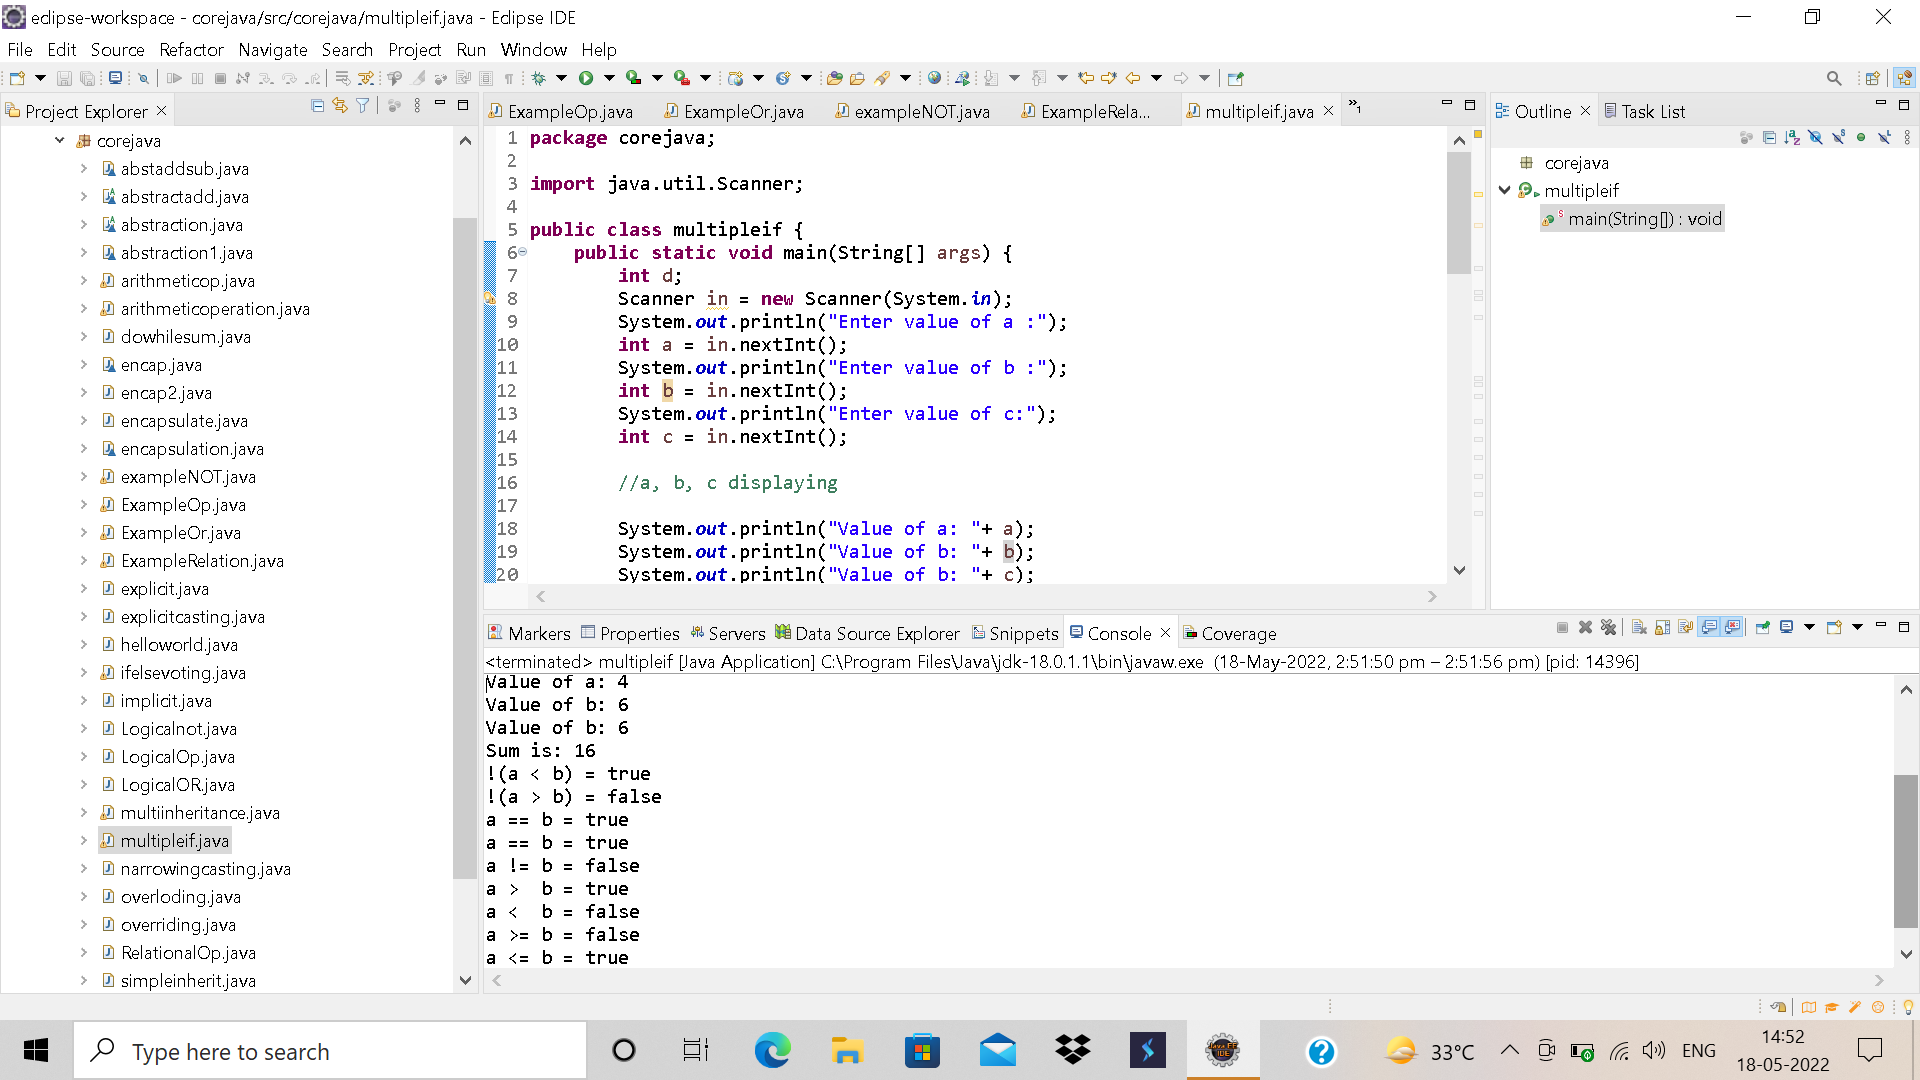 eclipse-workspace - corejava/src/corejava/multipleif.java - Eclipse IDE
File Edit Source Refactor Navigate Search Project Run Window Help
Project Explorer
corejava
abstaddsub.java
abstractadd.java
abstraction.java
abstraction1.java
arithmeticop.java
arithmeticoperation.java
dowhilesum.java
encap.java
encap2.java
encapsulate.java
encapsulation.java
exampleNOT.java
ExampleOp.java
ExampleOr.java
ExampleRelation.java
explicit.java
explicitcasting.java
helloworld.java
ifelsevoting.java
implicit.java
Logicalnot.java
LogicalOp.java
LogicalOR.java
multiinheritance.java
multipleif.java
narrowingcasting.java
overloding.java
overriding.java
RelationalOp.java
simpleinherit.java
ExampleOp.java ExampleOr.java exampleNOT.java ExampleRela... multipleif.java »1
1 package corejava;
2
3 import java.util.Scanner;
4
5 public class multipleif {
6 public static void main(String[] args) {
7 int d;
8 Scanner in = new Scanner(System.in);
9 System.out.println("Enter value of a :");
10 int a = in.nextInt();
11 System.out.println("Enter value of b :");
12 int b = in.nextInt();
13 System.out.println("Enter value of c:");
14 int c = in.nextInt();
15
16 //a, b, c displaying
17
18 System.out.println("Value of a: "+ a);
19 System.out.println("Value of b: "+ b);
20 System.out.println("Value of b: "+ c);
Outline Task List
corejava
multipleif
main(String[]) : void
Markers Properties Servers Data Source Explorer Snippets Console Coverage
<terminated> multipleif [Java Application] C:\Program Files\Java\jdk-18.0.1.1\bin\javaw.exe (18-May-2022, 2:51:50 pm – 2:51:56 pm) [pid: 14396]
Value of a: 4
Value of b: 6
Value of b: 6
Sum is: 16
!(a < b) = true
!(a > b) = false
a == b = true
a == b = true
a != b = false
a >  b = true
a <  b = false
a >= b = false
a <= b = true
Type here to search
33°C
ENG
14:52
18-05-2022